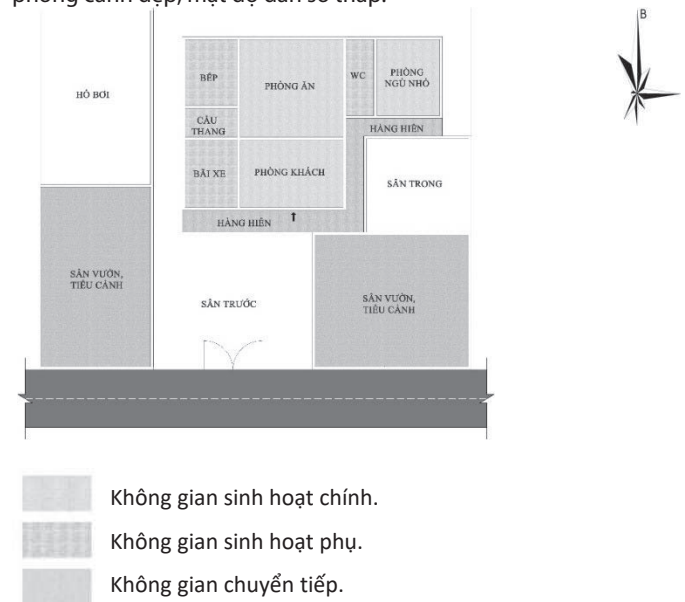 phong cảnh đẹp, mật độ dân số thấp.
B
BẾP
PHÒNG ĂN
WC
PHÒNG
NGỦ NHỎ
HỒ BƠI
CẦU
THANG
HÀNG HIÊN
BÃI XE
PHÒNG KHÁCH
SÂN TRONG
HÀNG HIÊN
SÂN VƯỜN,
TIỂU CẢNH
SÂN TRƯỚC
SÂN VƯỜN,
TIỂU CẢNH
Không gian sinh hoạt chính.
Không gian sinh hoạt phụ.
Không gian chuyển tiếp.